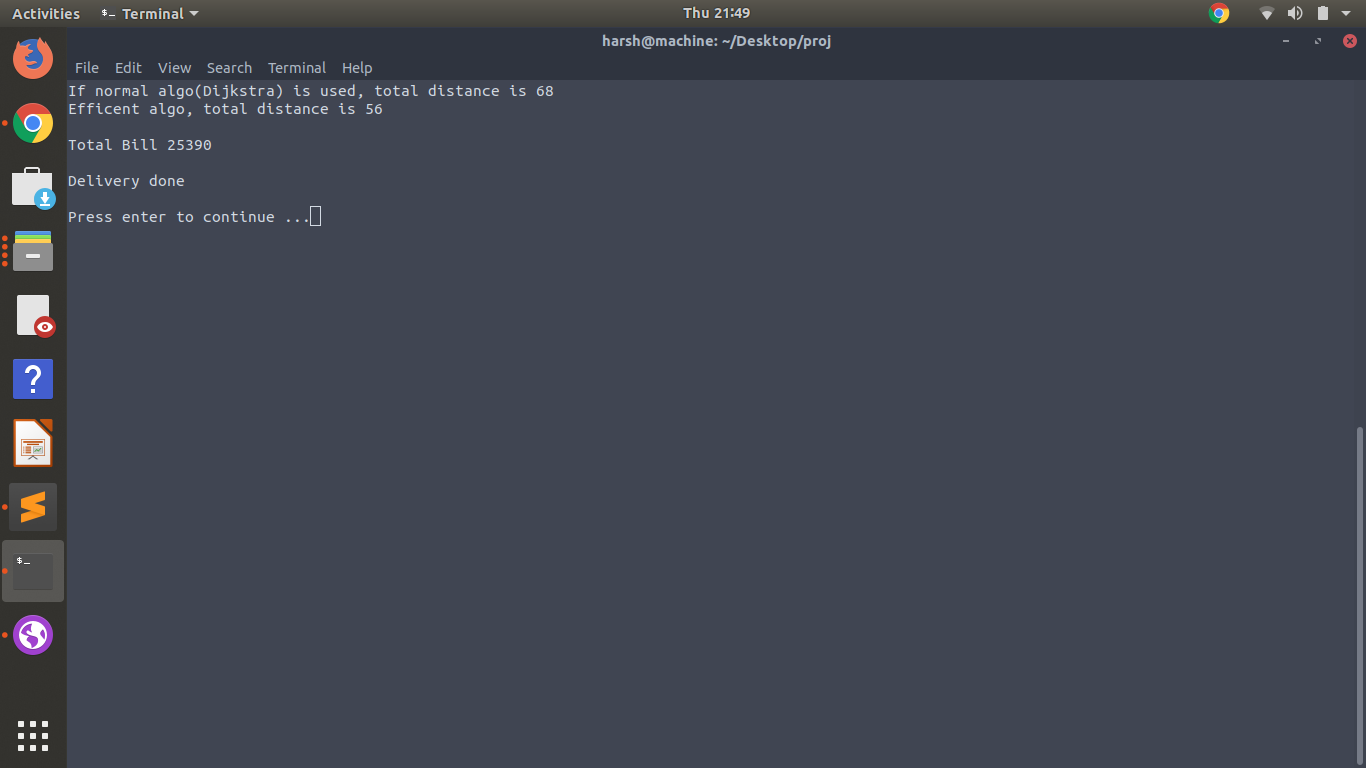 Activities Terminal Thu 21:49
harsh@machine: ~/Desktop/proj
File Edit View Search Terminal Help
If normal algo(Dijkstra) is used, total distance is 68
Efficent algo, total distance is 56
Total Bill 25390
Delivery done
Press enter to continue ...